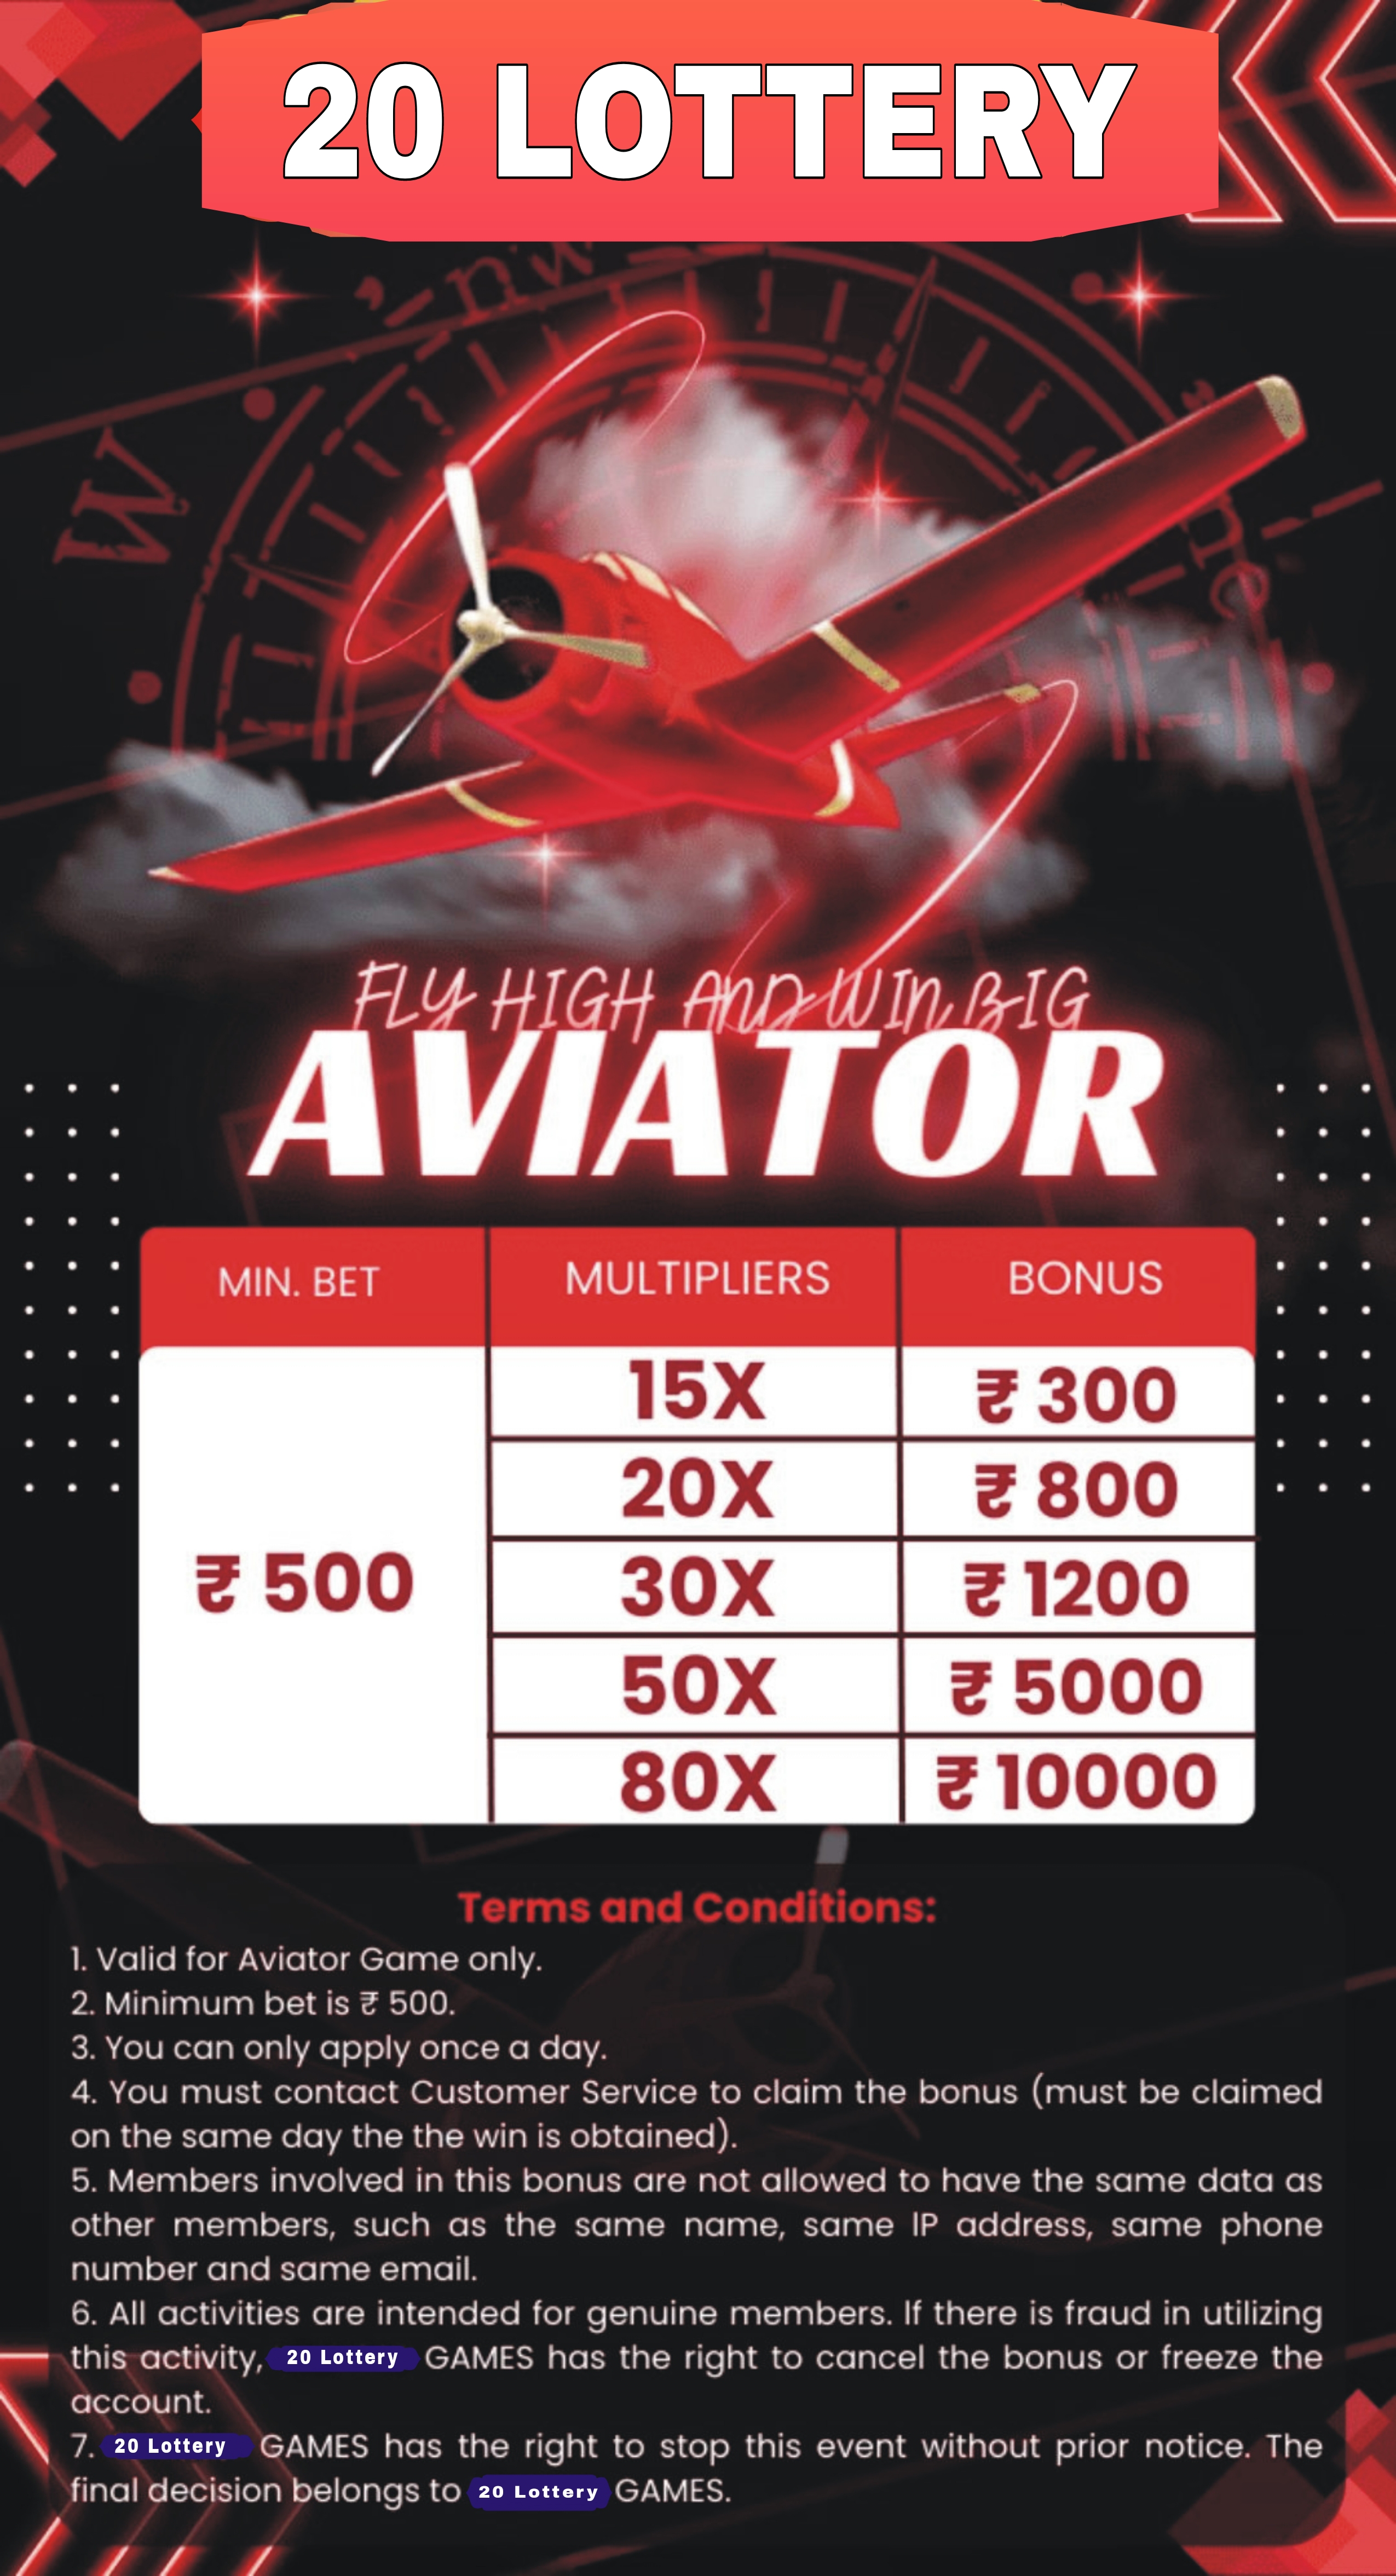 20 LOTTERY
W
FLY HIGH AND WIN BIG
AVIATOR
MIN. BET MULTIPLIERS BONUS
15X ₹ 300
20X ₹ 800
₹ 500 30X ₹ 1200
50X ₹ 5000
80X ₹ 10000
Terms and Conditions:
1. Valid for Aviator Game only.
2. Minimum bet is ₹ 500.
3. You can only apply once a day.
4. You must contact Customer Service to claim the bonus (must be claimed
on the same day the the win is obtained).
5. Members involved in this bonus are not allowed to have the same data as
other members, such as the same name, same IP address, same phone
number and same email.
6. All activities are intended for genuine members. If there is fraud in utilizing
this activity, 20 Lottery GAMES has the right to cancel the bonus or freeze the
account.
7. 20 Lottery GAMES has the right to stop this event without prior notice. The
final decision belongs to 20 Lottery GAMES.